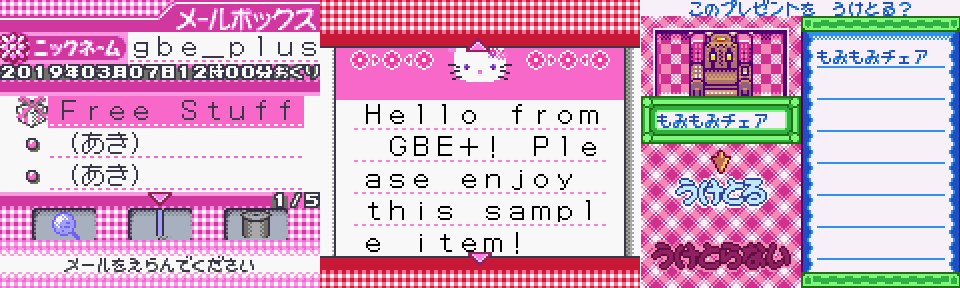 メールボックス
ニックネーム gbe_plus
2019年03月07日12時00分おくり
Free Stuff
(あき)
(あき)
1/5
メールをえらんでください
Hello from
GBE+! Ple
ase enjoy
this sampl
e item!
このプレゼントを うけとる?
もみもみチェア
もみもみチェア
うけとる
うけとらない